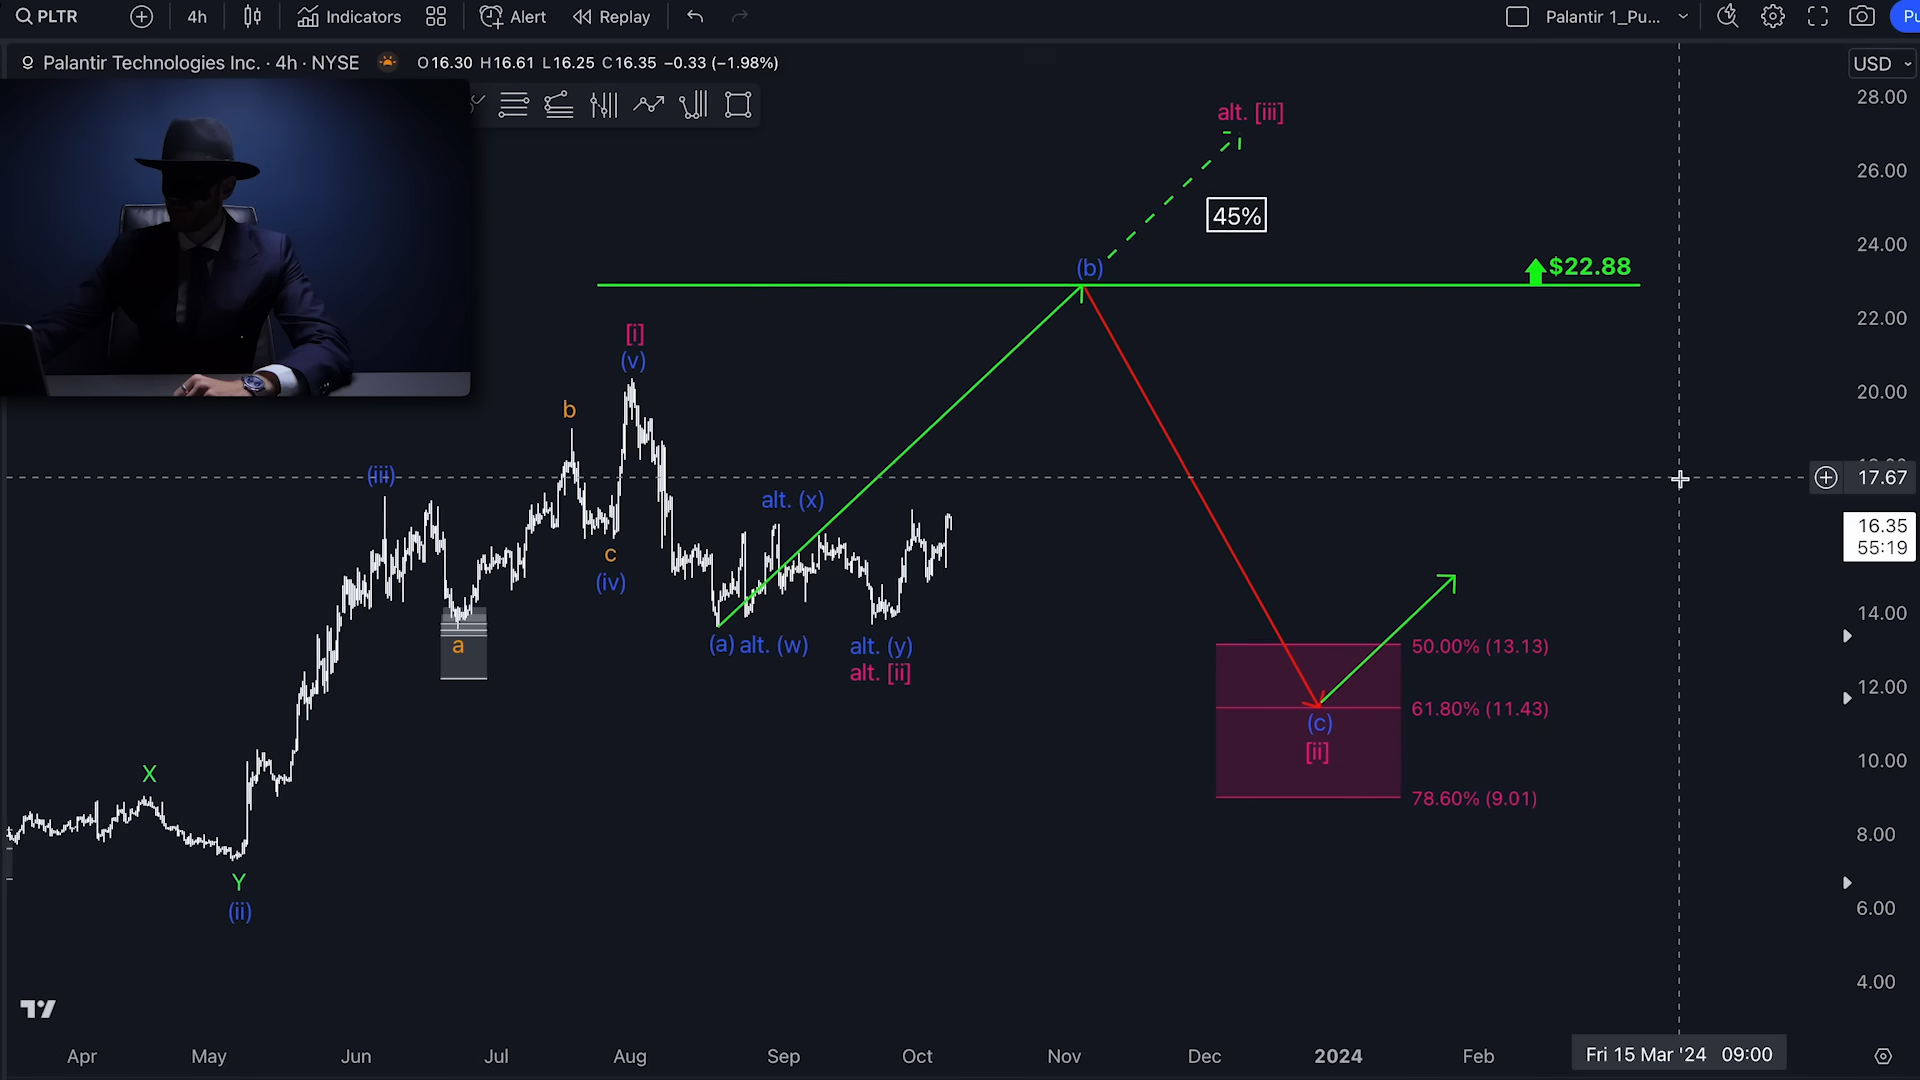 PLTR
4h
Indicators
Alert
Replay
Palantir 1_Pu...
Pu
Palantir Technologies Inc. · 4h · NYSE
O16.30 H16.61 L16.25 C16.35 −0.33 (−1.98%)
USD
28.00
26.00
24.00
22.00
20.00
17.67
16.35
55:19
14.00
12.00
10.00
8.00
6.00
4.00
alt. [iii]
45%
(b)
$22.88
[i]
(v)
b
(iii)
alt. (x)
c
(iv)
a
(a) alt. (w)
alt. (y)
alt. [ii]
50.00% (13.13)
61.80% (11.43)
(c)
[ii]
78.60% (9.01)
X
Y
(ii)
Apr
May
Jun
Jul
Aug
Sep
Oct
Nov
Dec
2024
Feb
Fri 15 Mar '24 09:00